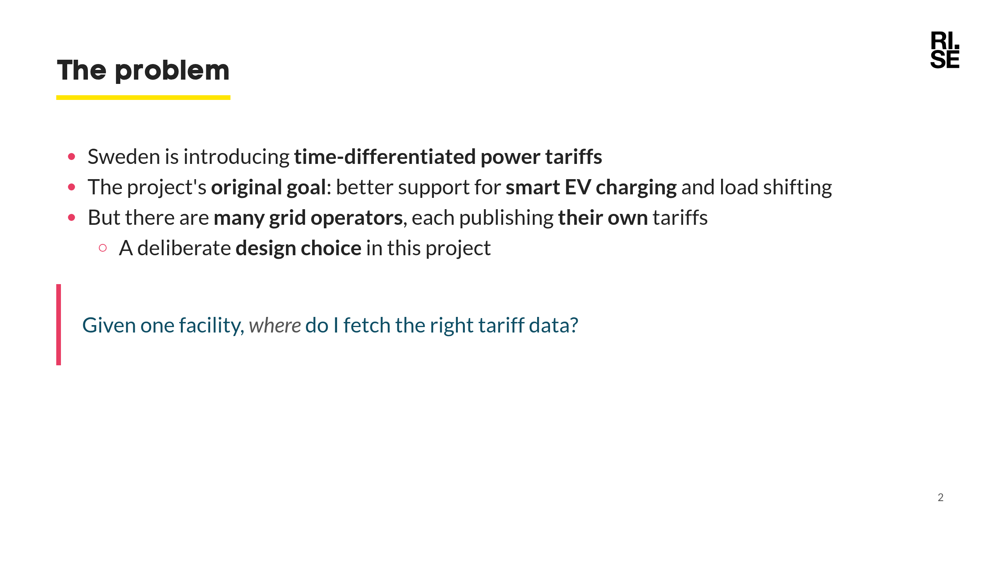 RI.
SE
The problem
Sweden is introducing time-differentiated power tariffs
The project's original goal: better support for smart EV charging and load shifting
But there are many grid operators, each publishing their own tariffs
A deliberate design choice in this project
Given one facility, where do I fetch the right tariff data?
2